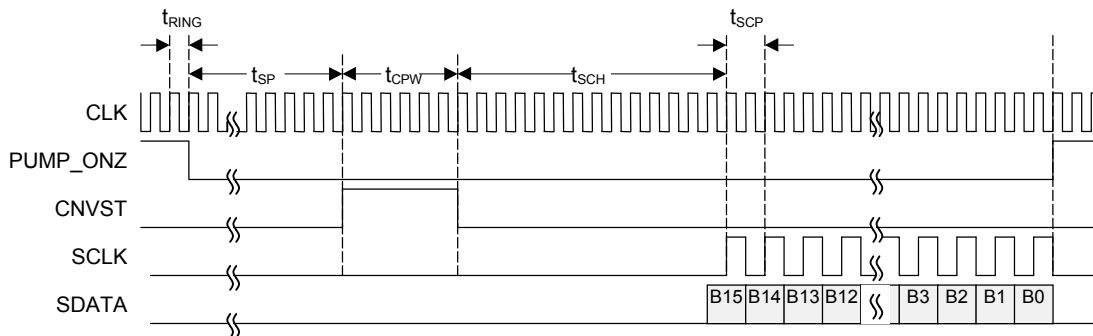 tRING
tSCP
tSP
tCPW
tSCH
CLK
PUMP_ONZ
CNVST
SCLK
SDATA
B15 B14 B13 B12 B3 B2 B1 B0